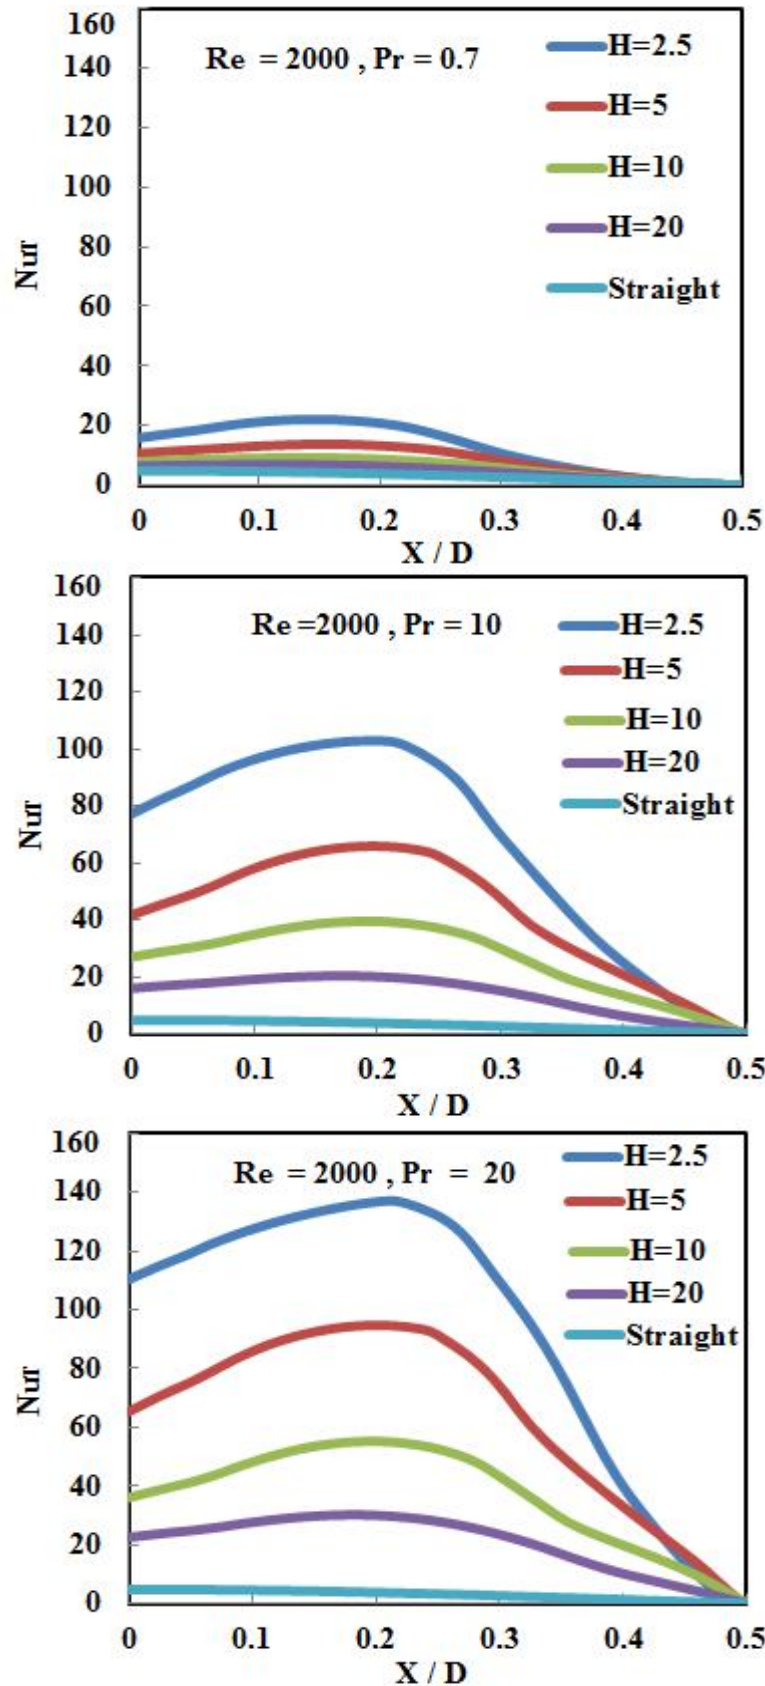 160
140
120
100
80
60
40
20
0
Nur
Re = 2000 , Pr = 0.7
H=2.5
H=5
H=10
H=20
Straight
0 0.1 0.2 0.3 0.4 0.5
X / D
160
140
120
100
80
60
40
20
0
Nur
Re =2000 , Pr = 10
H=2.5
H=5
H=10
H=20
Straight
0 0.1 0.2 0.3 0.4 0.5
X / D
160
140
120
100
80
60
40
20
0
Nur
Re = 2000 , Pr = 20
H=2.5
H=5
H=10
H=20
Straight
0 0.1 0.2 0.3 0.4 0.5
X / D